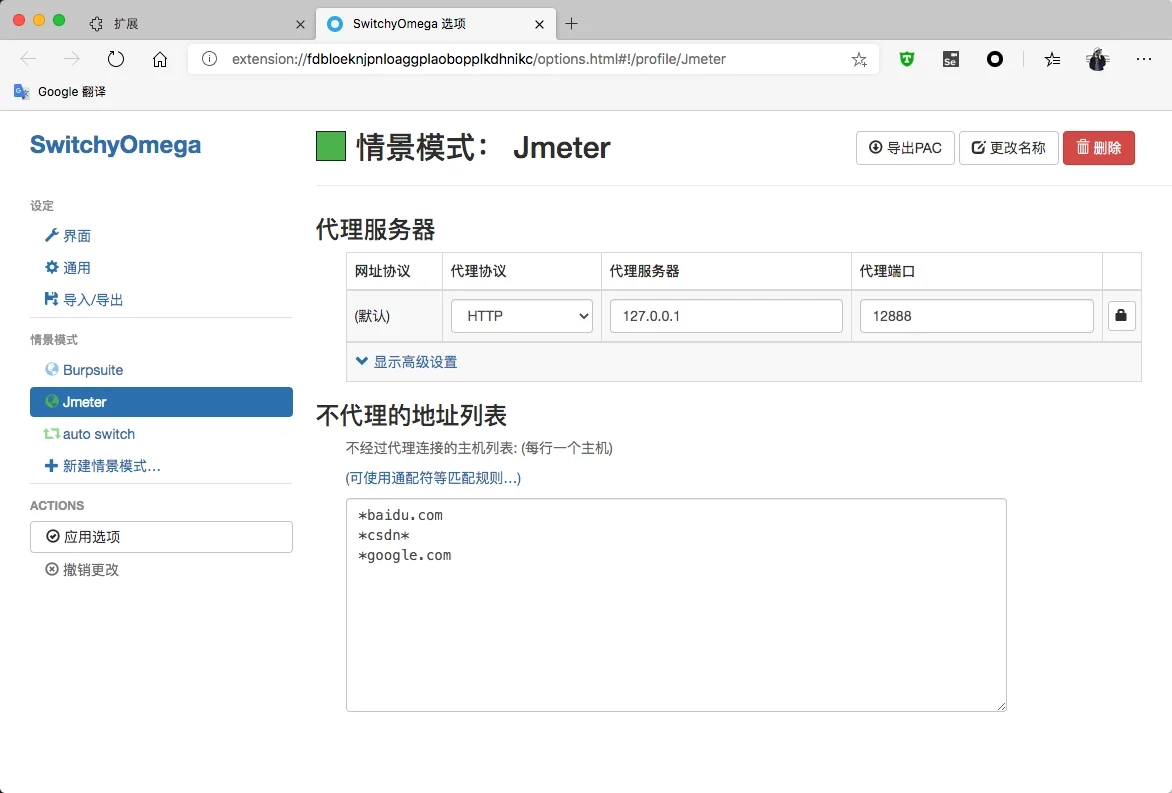 扩展
SwitchyOmega 选项
extension://fdbloeknjpnloaggplaobopplkdhnikc/options.html#!/profile/Jmeter
Se
Google 翻译
SwitchyOmega
设定
界面
通用
导入/导出
情景模式
Burpsuite
Jmeter
auto switch
新建情景模式…
ACTIONS
应用选项
撤销更改
情景模式： Jmeter
导出PAC
更改名称
删除
代理服务器
网址协议 代理协议 代理服务器 代理端口
(默认) HTTP 127.0.0.1 12888
显示高级设置
不代理的地址列表
不经过代理连接的主机列表: (每行一个主机)
(可使用通配符等匹配规则…)
*baidu.com
*csdn*
*google.com